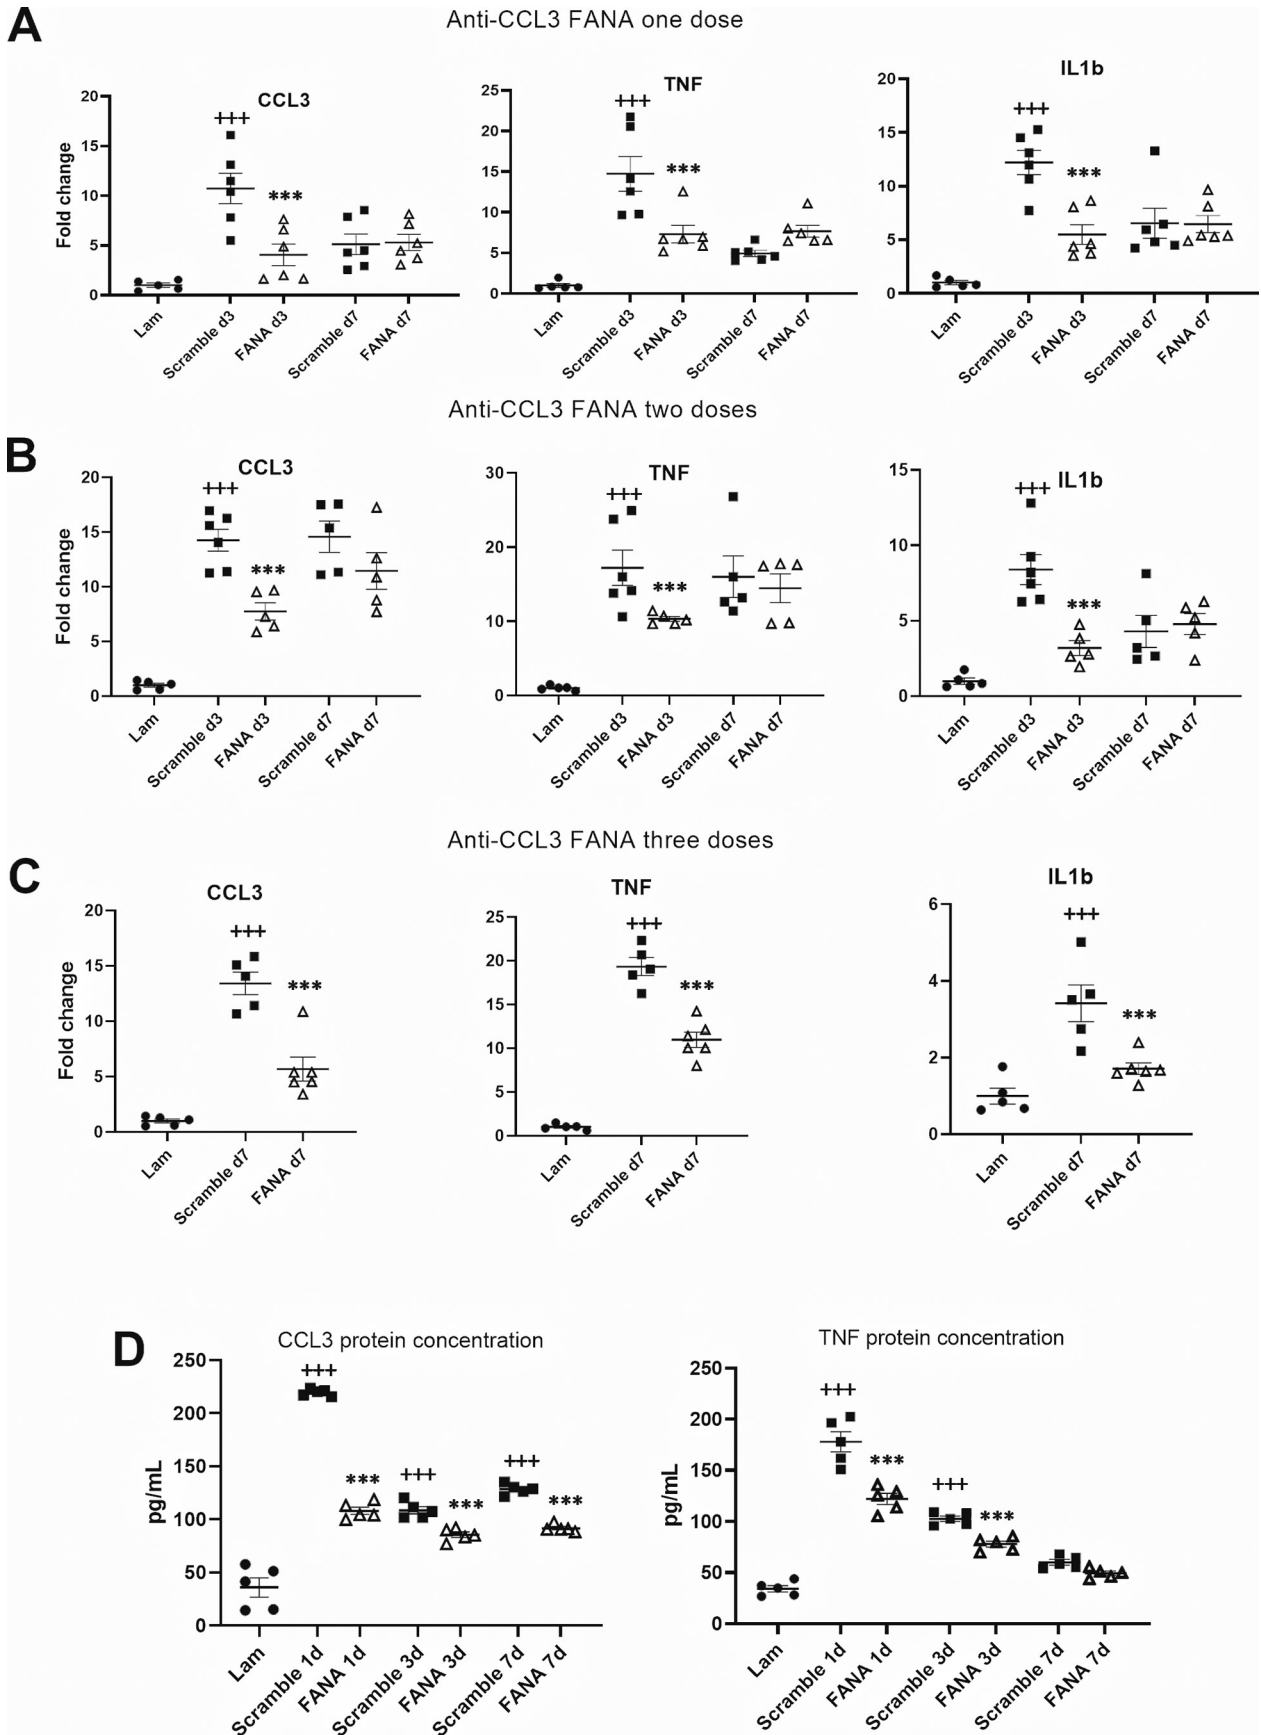 A
Anti-CCL3 FANA one dose
CCL3
+++
***
Fold change
20
15
10
5
0
Lam
Scramble d3
FANA d3
Scramble d7
FANA d7
TNF
+++
***
25
20
15
10
5
0
Lam
Scramble d3
FANA d3
Scramble d7
FANA d7
IL1b
+++
***
20
15
10
5
0
Lam
Scramble d3
FANA d3
Scramble d7
FANA d7
B
Anti-CCL3 FANA two doses
CCL3
+++
***
Fold change
20
15
10
5
0
Lam
Scramble d3
FANA d3
Scramble d7
FANA d7
TNF
+++
***
30
20
10
0
Lam
Scramble d3
FANA d3
Scramble d7
FANA d7
IL1b
+++
***
15
10
5
0
Lam
Scramble d3
FANA d3
Scramble d7
FANA d7
C
Anti-CCL3 FANA three doses
CCL3
+++
***
Fold change
20
15
10
5
0
Lam
Scramble d7
FANA d7
TNF
+++
***
25
20
15
10
5
0
Lam
Scramble d7
FANA d7
IL1b
+++
***
6
4
2
0
Lam
Scramble d7
FANA d7
D
CCL3 protein concentration
+++
***
+++
***
+++
***
pg/mL
250
200
150
100
50
0
Lam
Scramble 1d
FANA 1d
Scramble 3d
FANA 3d
Scramble 7d
FANA 7d
TNF protein concentration
+++
***
+++
***
pg/mL
250
200
150
100
50
0
Lam
Scramble 1d
FANA 1d
Scramble 3d
FANA 3d
Scramble 7d
FANA 7d